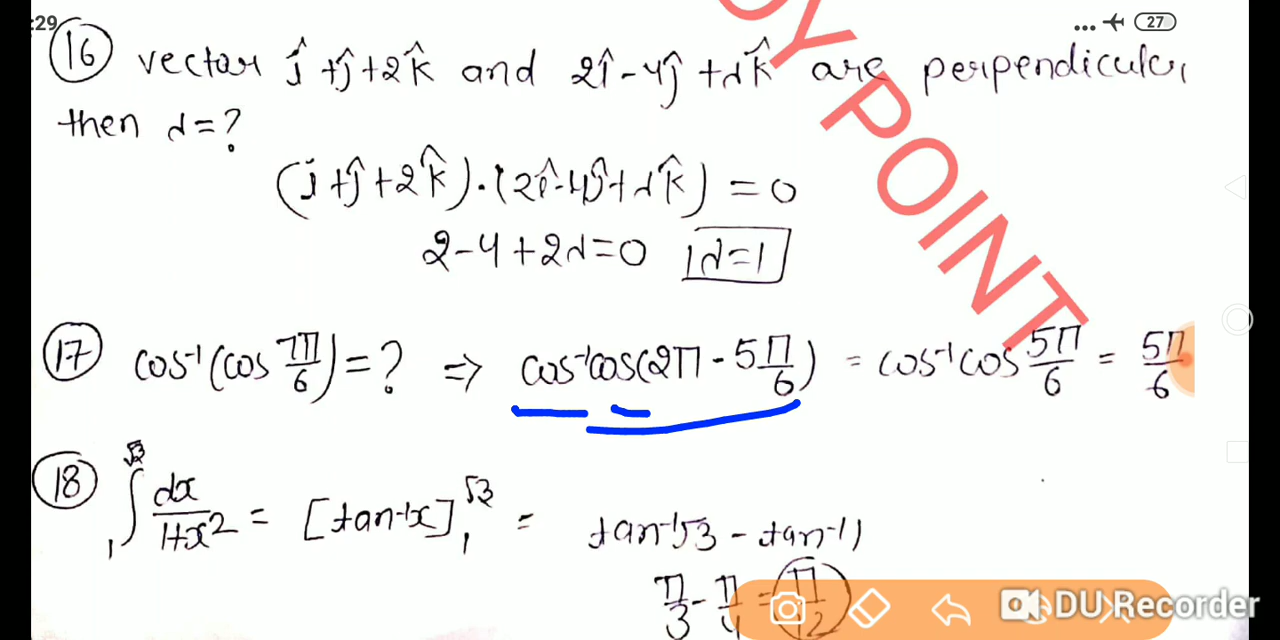 :29
... 27
16 vector ĵ + ĵ + 2k̂ and 2î - 4ĵ + λk̂ are perpendicular,
then λ = ?
(ĵ + ĵ + 2k̂).(2î - 4ĵ + λk̂) = 0
2 - 4 + 2λ = 0 λ = 1
17 cos⁻¹(cos 7π/6) = ? ⇒ cos⁻¹cos(2π - 5π/6) = cos⁻¹cos 5π/6 = 5π/6
18 ∫₁^√3 dx/1+x² = [tan⁻¹x]₁^√3 = tan⁻¹√3 - tan⁻¹1)
π/3 - π/4 = π/12
POINT
DU Recorder